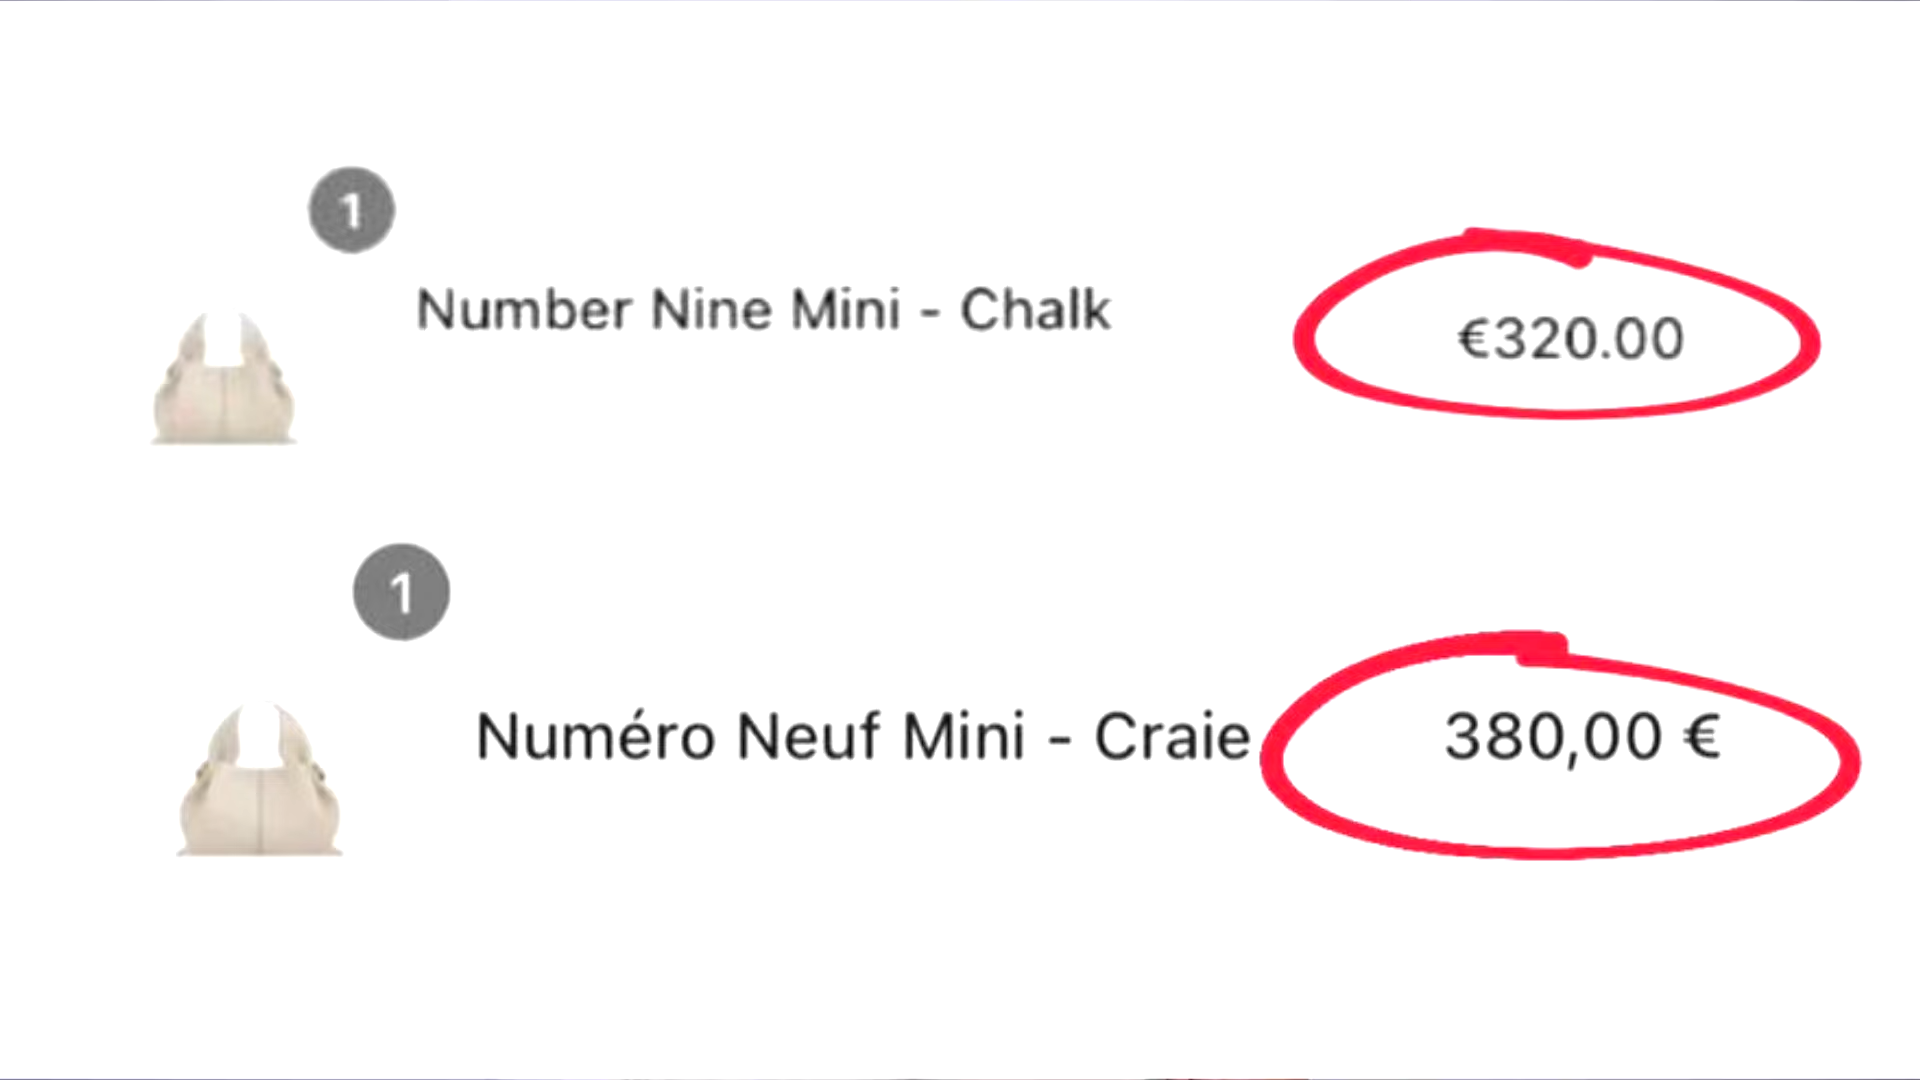 1
Number Nine Mini - Chalk
€320.00
1
Numéro Neuf Mini - Craie
380,00 €